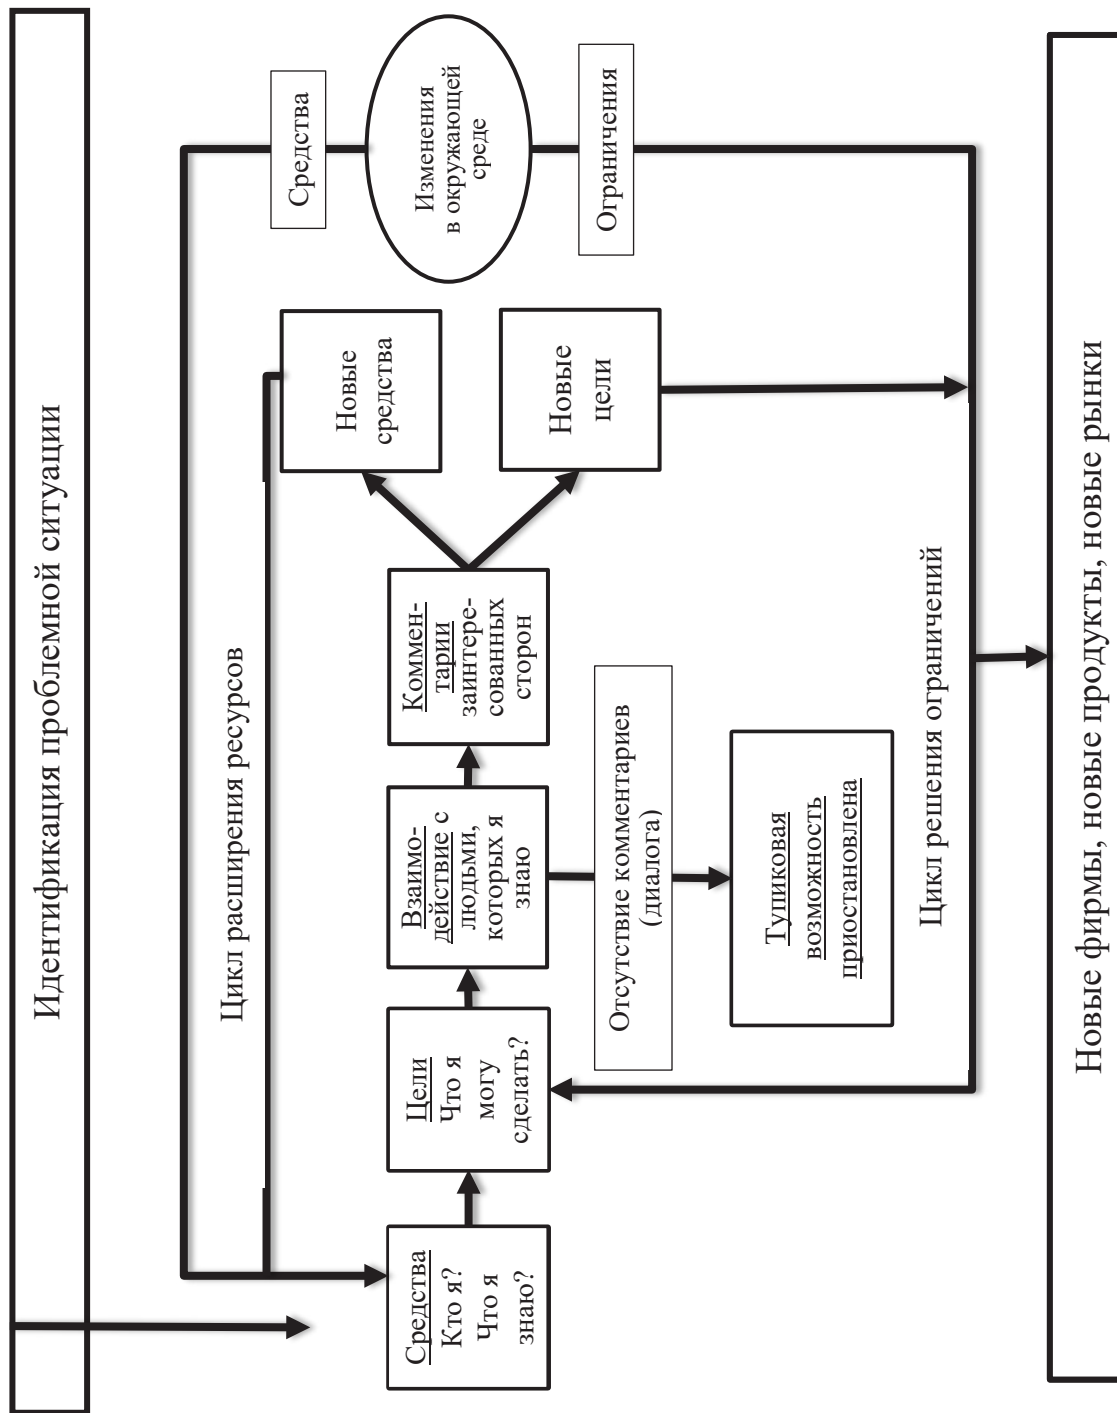 Идентификация проблемной ситуации
Цикл расширения ресурсов
Средства
Кто я?
Что я
знаю?
Цели
Что я
могу
сделать?
Взаимо-
действие с
людьми,
которых я
знаю
Коммен-
тарии
заинтере-
сованных
сторон
Новые
средства
Новые
цели
Средства
Изменения
в окружающей
среде
Ограничения
Отсутствие комментариев
(диалога)
Тупиковая
возможность
приостановлена
Цикл решения ограничений
Новые фирмы, новые продукты, новые рынки